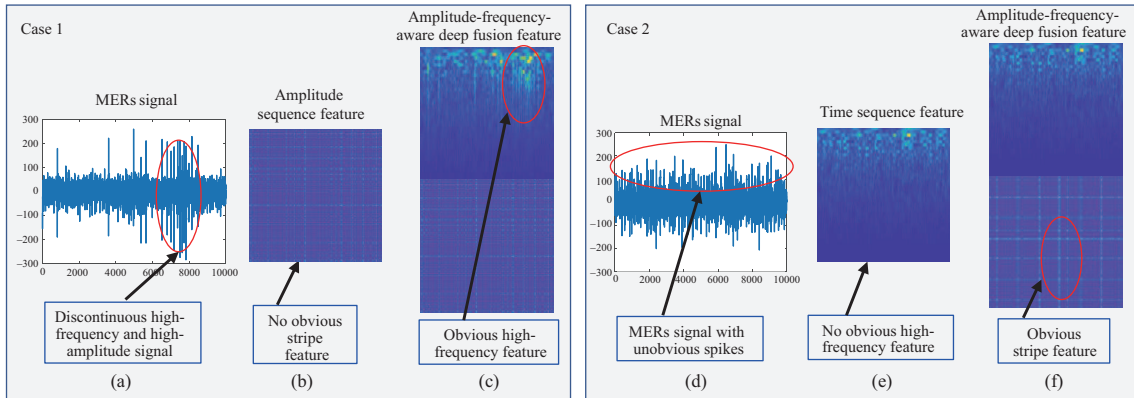 Case 1
MERs signal
300
200
100
0
−100
−200
−300
0 2000 4000 6000 8000 10000
Discontinuous high-
frequency and high-
amplitude signal
(a)
Amplitude
sequence feature
No obvious
stripe
feature
(b)
Amplitude-frequency-
aware deep fusion feature
Obvious high-
frequency feature
(c)
Case 2
MERs signal
300
200
100
0
−100
−200
−300
0 2000 4000 6000 8000 10000
MERs signal with
unobvious spikes
(d)
Time sequence feature
No obvious high-
frequency feature
(e)
Amplitude-frequency-
aware deep fusion feature
Obvious
stripe feature
(f)